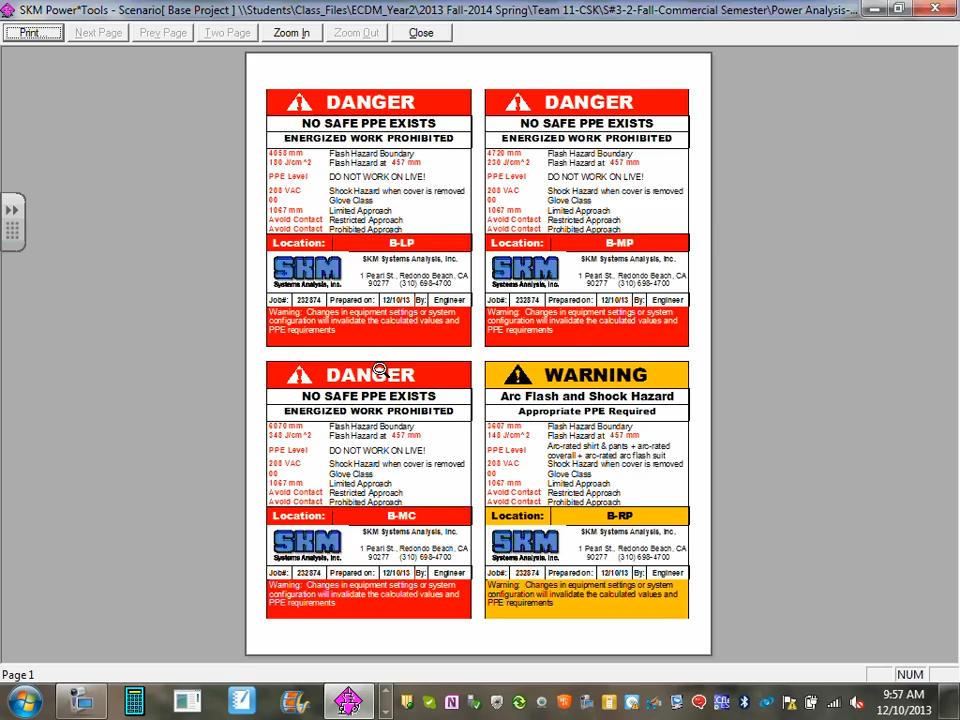 SKM Power*Tools - Scenario[ Base Project ] \\Students\Class_Files\ECDM_Year2\2013 Fall-2014 Spring\Team 11-CSK\S#3-2-Fall-Commercial Semester\Power Analysis-...
Print... Next Page Prev Page Two Page Zoom In Zoom Out Close
DANGER
NO SAFE PPE EXISTS
ENERGIZED WORK PROHIBITED
4058 mm Flash Hazard Boundary
180 J/cm^2 Flash Hazard at 457 mm
PPE Level DO NOT WORK ON LIVE!
208 VAC Shock Hazard when cover is removed
00 Glove Class
1067 mm Limited Approach
Avoid Contact Restricted Approach
Avoid Contact Prohibited Approach
Location: B-LP
SKM
Systems Analysis, Inc.
SKM Systems Analysis, Inc.
1 Pearl St., Redondo Beach, CA
90277 (310) 698-4700
Job#: 232874 Prepared on: 12/10/13 By: Engineer
Warning: Changes in equipment settings or system
configuration will invalidate the calculated values and
PPE requirements
DANGER
NO SAFE PPE EXISTS
ENERGIZED WORK PROHIBITED
4720 mm Flash Hazard Boundary
230 J/cm^2 Flash Hazard at 457 mm
PPE Level DO NOT WORK ON LIVE!
208 VAC Shock Hazard when cover is removed
00 Glove Class
1067 mm Limited Approach
Avoid Contact Restricted Approach
Avoid Contact Prohibited Approach
Location: B-MP
SKM
Systems Analysis, Inc.
SKM Systems Analysis, Inc.
1 Pearl St., Redondo Beach, CA
90277 (310) 698-4700
Job#: 232874 Prepared on: 12/10/13 By: Engineer
Warning: Changes in equipment settings or system
configuration will invalidate the calculated values and
PPE requirements
DANGER
NO SAFE PPE EXISTS
ENERGIZED WORK PROHIBITED
6070 mm Flash Hazard Boundary
348 J/cm^2 Flash Hazard at 457 mm
PPE Level DO NOT WORK ON LIVE!
208 VAC Shock Hazard when cover is removed
00 Glove Class
1067 mm Limited Approach
Avoid Contact Restricted Approach
Avoid Contact Prohibited Approach
Location: B-MC
SKM
Systems Analysis, Inc.
SKM Systems Analysis, Inc.
1 Pearl St., Redondo Beach, CA
90277 (310) 698-4700
Job#: 232874 Prepared on: 12/10/13 By: Engineer
Warning: Changes in equipment settings or system
configuration will invalidate the calculated values and
PPE requirements
WARNING
Arc Flash and Shock Hazard
Appropriate PPE Required
3607 mm Flash Hazard Boundary
148 J/cm^2 Flash Hazard at 457 mm
PPE Level Arc-rated shirt & pants + arc-rated
coverall + arc-rated arc flash suit
208 VAC Shock Hazard when cover is removed
00 Glove Class
1067 mm Limited Approach
Avoid Contact Restricted Approach
Avoid Contact Prohibited Approach
Location: B-RP
SKM
Systems Analysis, Inc.
SKM Systems Analysis, Inc.
1 Pearl St., Redondo Beach, CA
90277 (310) 698-4700
Job#: 232874 Prepared on: 12/10/13 By: Engineer
Warning: Changes in equipment settings or system
configuration will invalidate the calculated values and
PPE requirements
Page 1
NUM
9:57 AM
12/10/2013